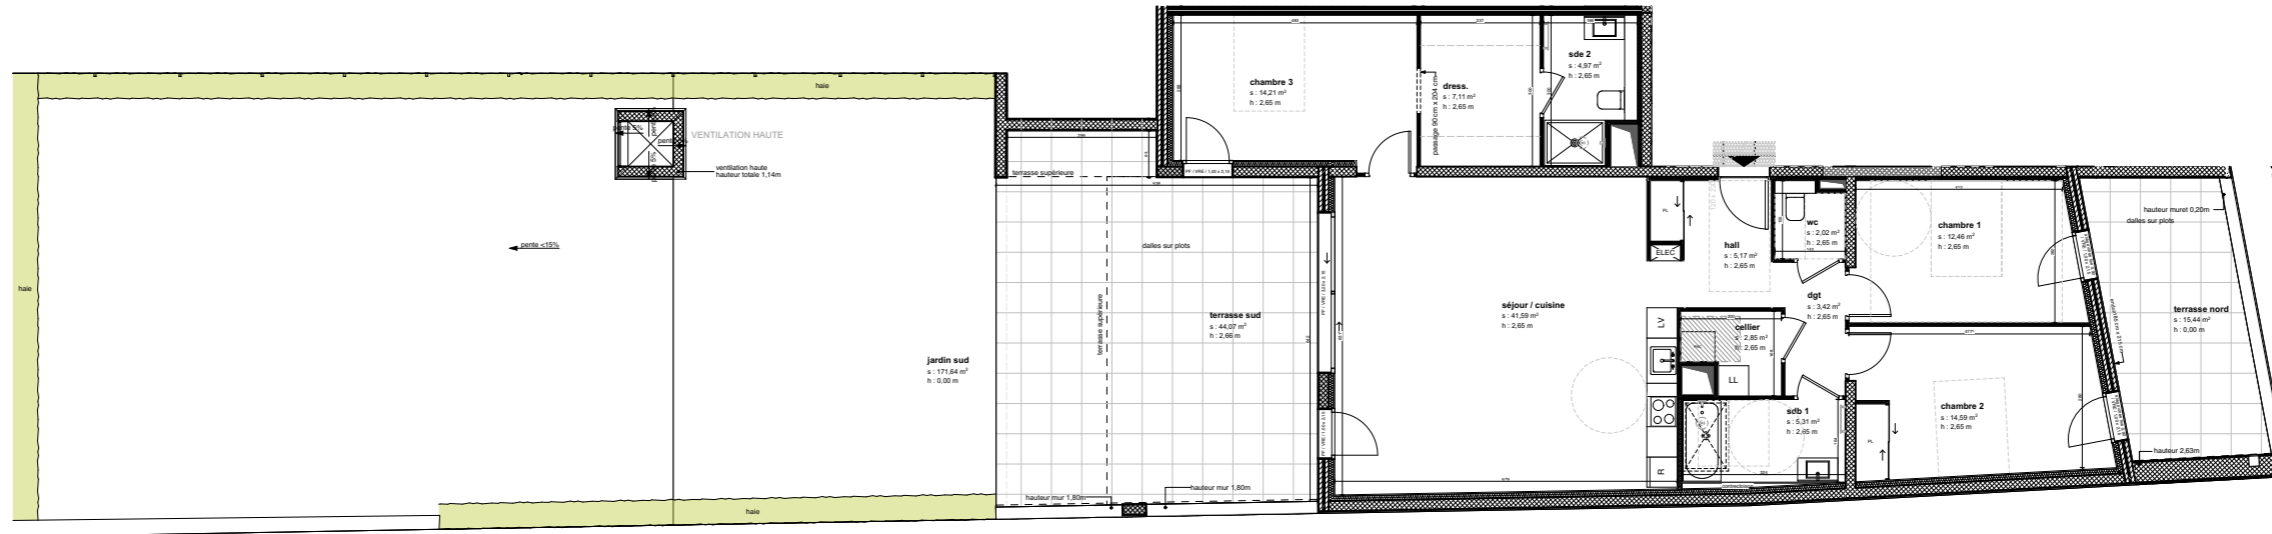 haie
haie
haie
pente 5%
pente 5%
VENTILATION HAUTE
ventilation haute
hauteur totale 1,14m
pente <15%
jardin sud
s : 171,64 m²
h : 0,00 m
terrasse supérieure
terrasse supérieure
dalles sur plots
terrasse sud
s : 44,07 m²
h : 2,66 m
hauteur mur 1,80m
hauteur mur 1,80m
chambre 3
s : 14,21 m²
h : 2,65 m
passage 90 cm x 204 cm
dress.
s : 7,11 m²
h : 2,65 m
sde 2
s : 4,97 m²
h : 2,65 m
séjour / cuisine
s : 41,59 m²
h : 2,65 m
PL
ELEC
hall
s : 5,17 m²
h : 2,65 m
wc
s : 2,02 m²
h : 2,65 m
dgt
s : 3,42 m²
h : 2,65 m
LV
R
cellier
s : 2,85 m²
h : 2,65 m
LL
sdb 1
s : 5,31 m²
h : 2,65 m
chambre 1
s : 12,46 m²
h : 2,65 m
chambre 2
s : 14,59 m²
h : 2,65 m
PL
hauteur muret 0,20m
dalles sur plots
terrasse nord
s : 15,44 m²
h : 0,00 m
hauteur 2,63m